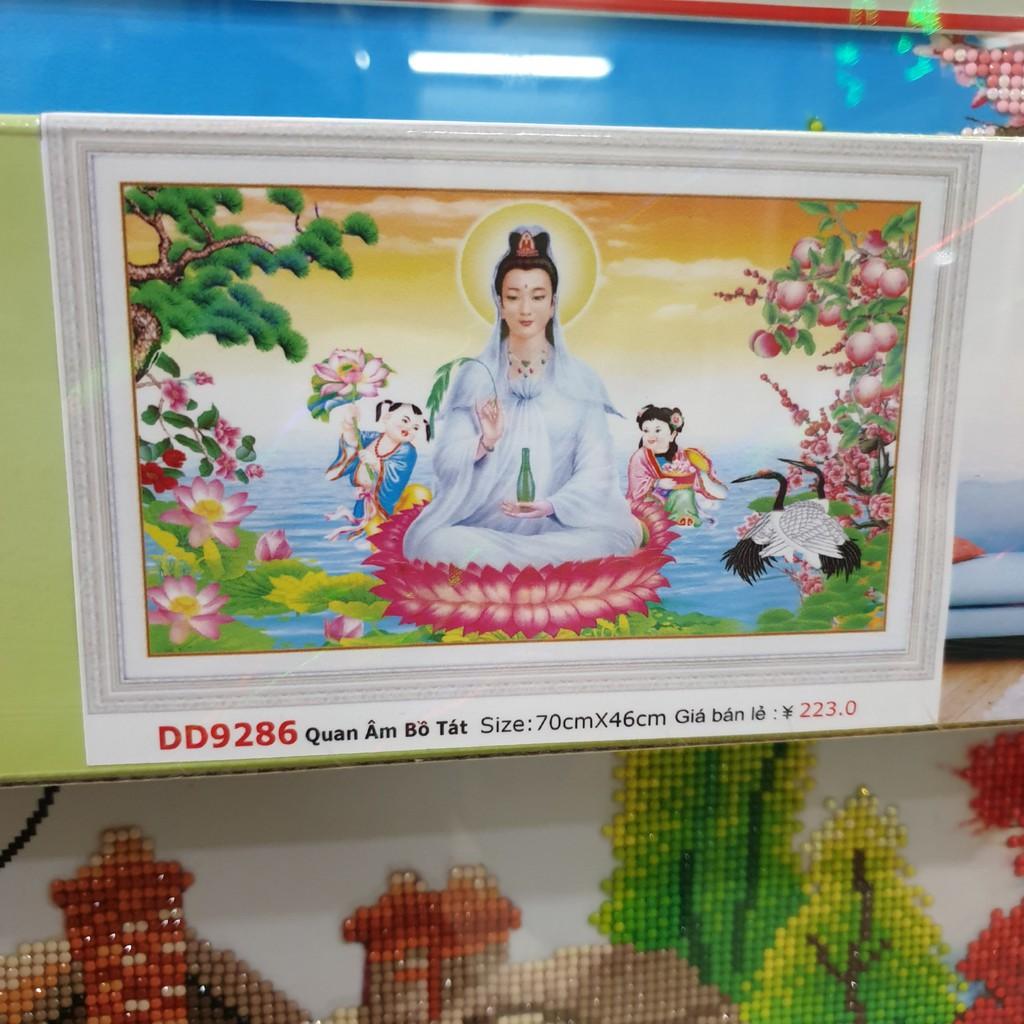 DD9286 Quan Âm Bồ Tát Size:70cmX46cm Giá bán lẻ :¥ 223.0